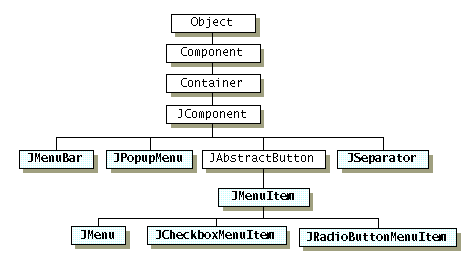 Object
Component
Container
JComponent
JMenuBar JPopupMenu JAbstractButton JSeparator
JMenuItem
JMenu JCheckboxMenuItem JRadioButtonMenuItem